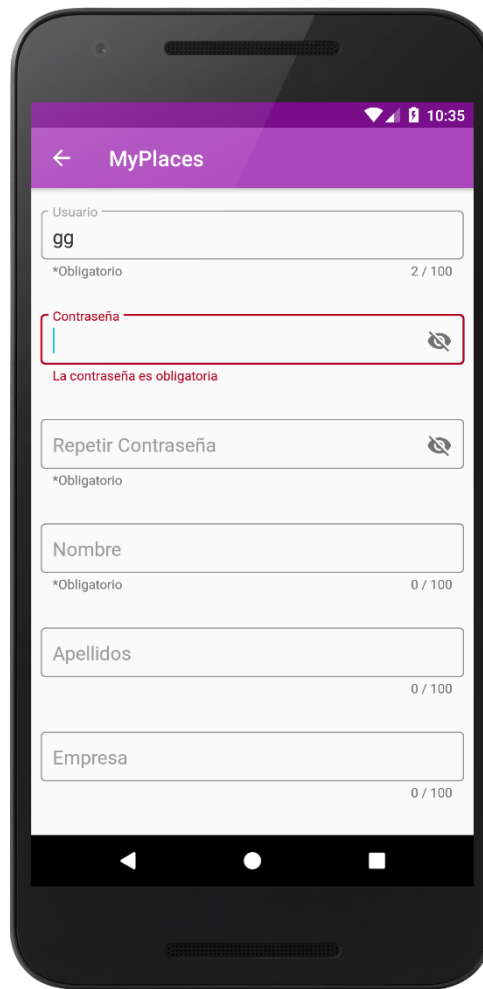 10:35
MyPlaces
Usuario
gg
*Obligatorio 2 / 100
Contraseña
La contraseña es obligatoria
Repetir Contraseña
*Obligatorio
Nombre
*Obligatorio 0 / 100
Apellidos
0 / 100
Empresa
0 / 100